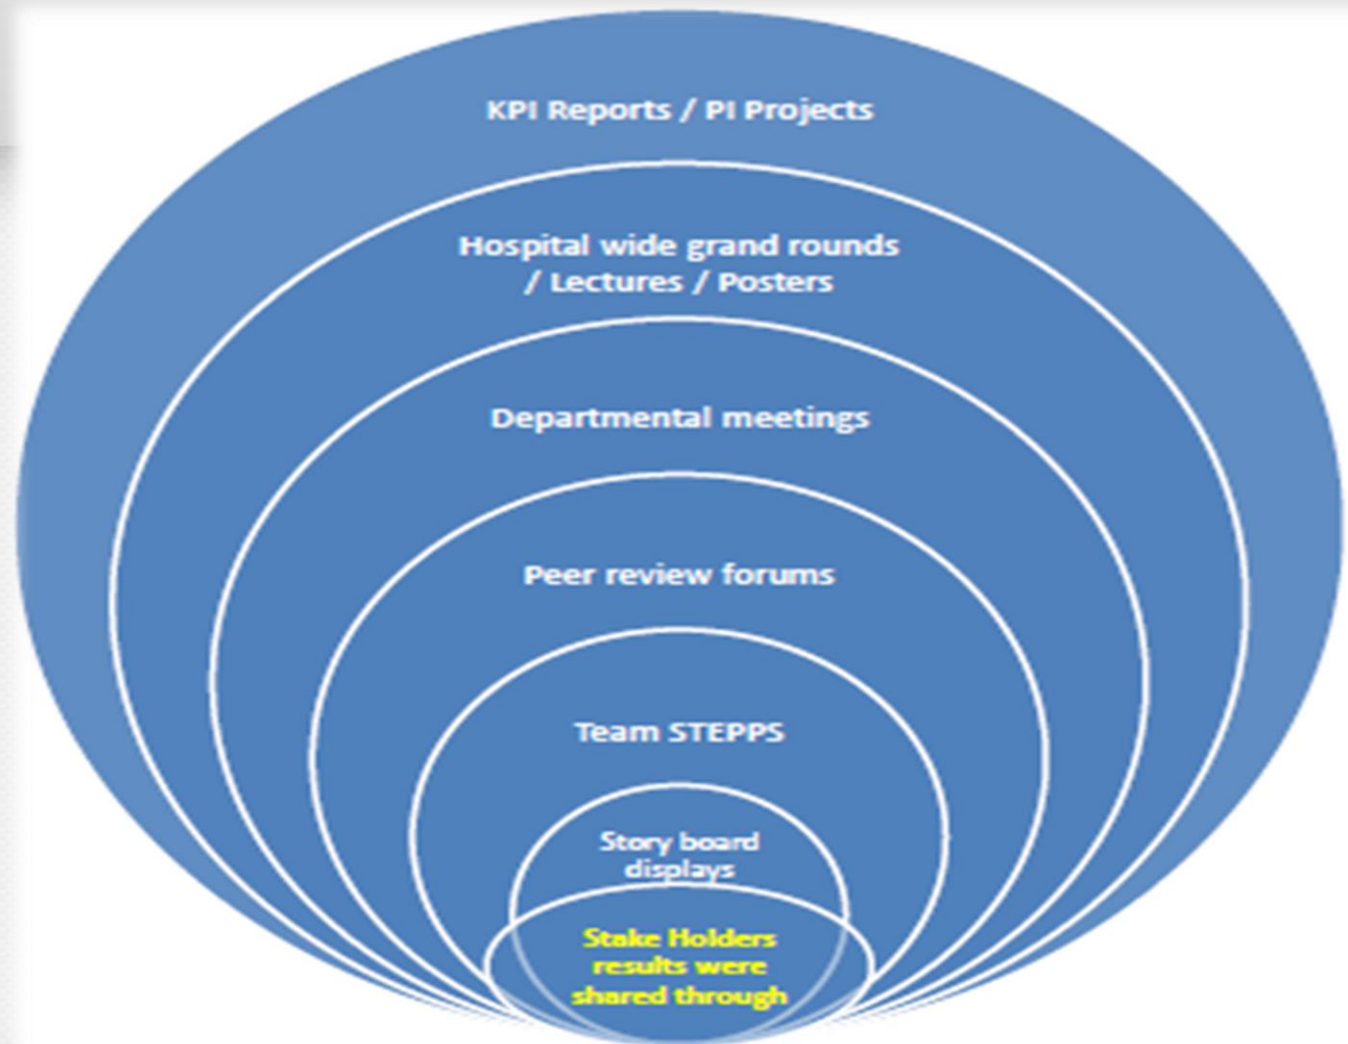 KPI Reports / PI Projects
Hospital wide grand rounds
/ Lectures / Posters
Departmental meetings
Peer review forums
Team STEPPS
Story board
displays
Stake Holders
results were
shared through